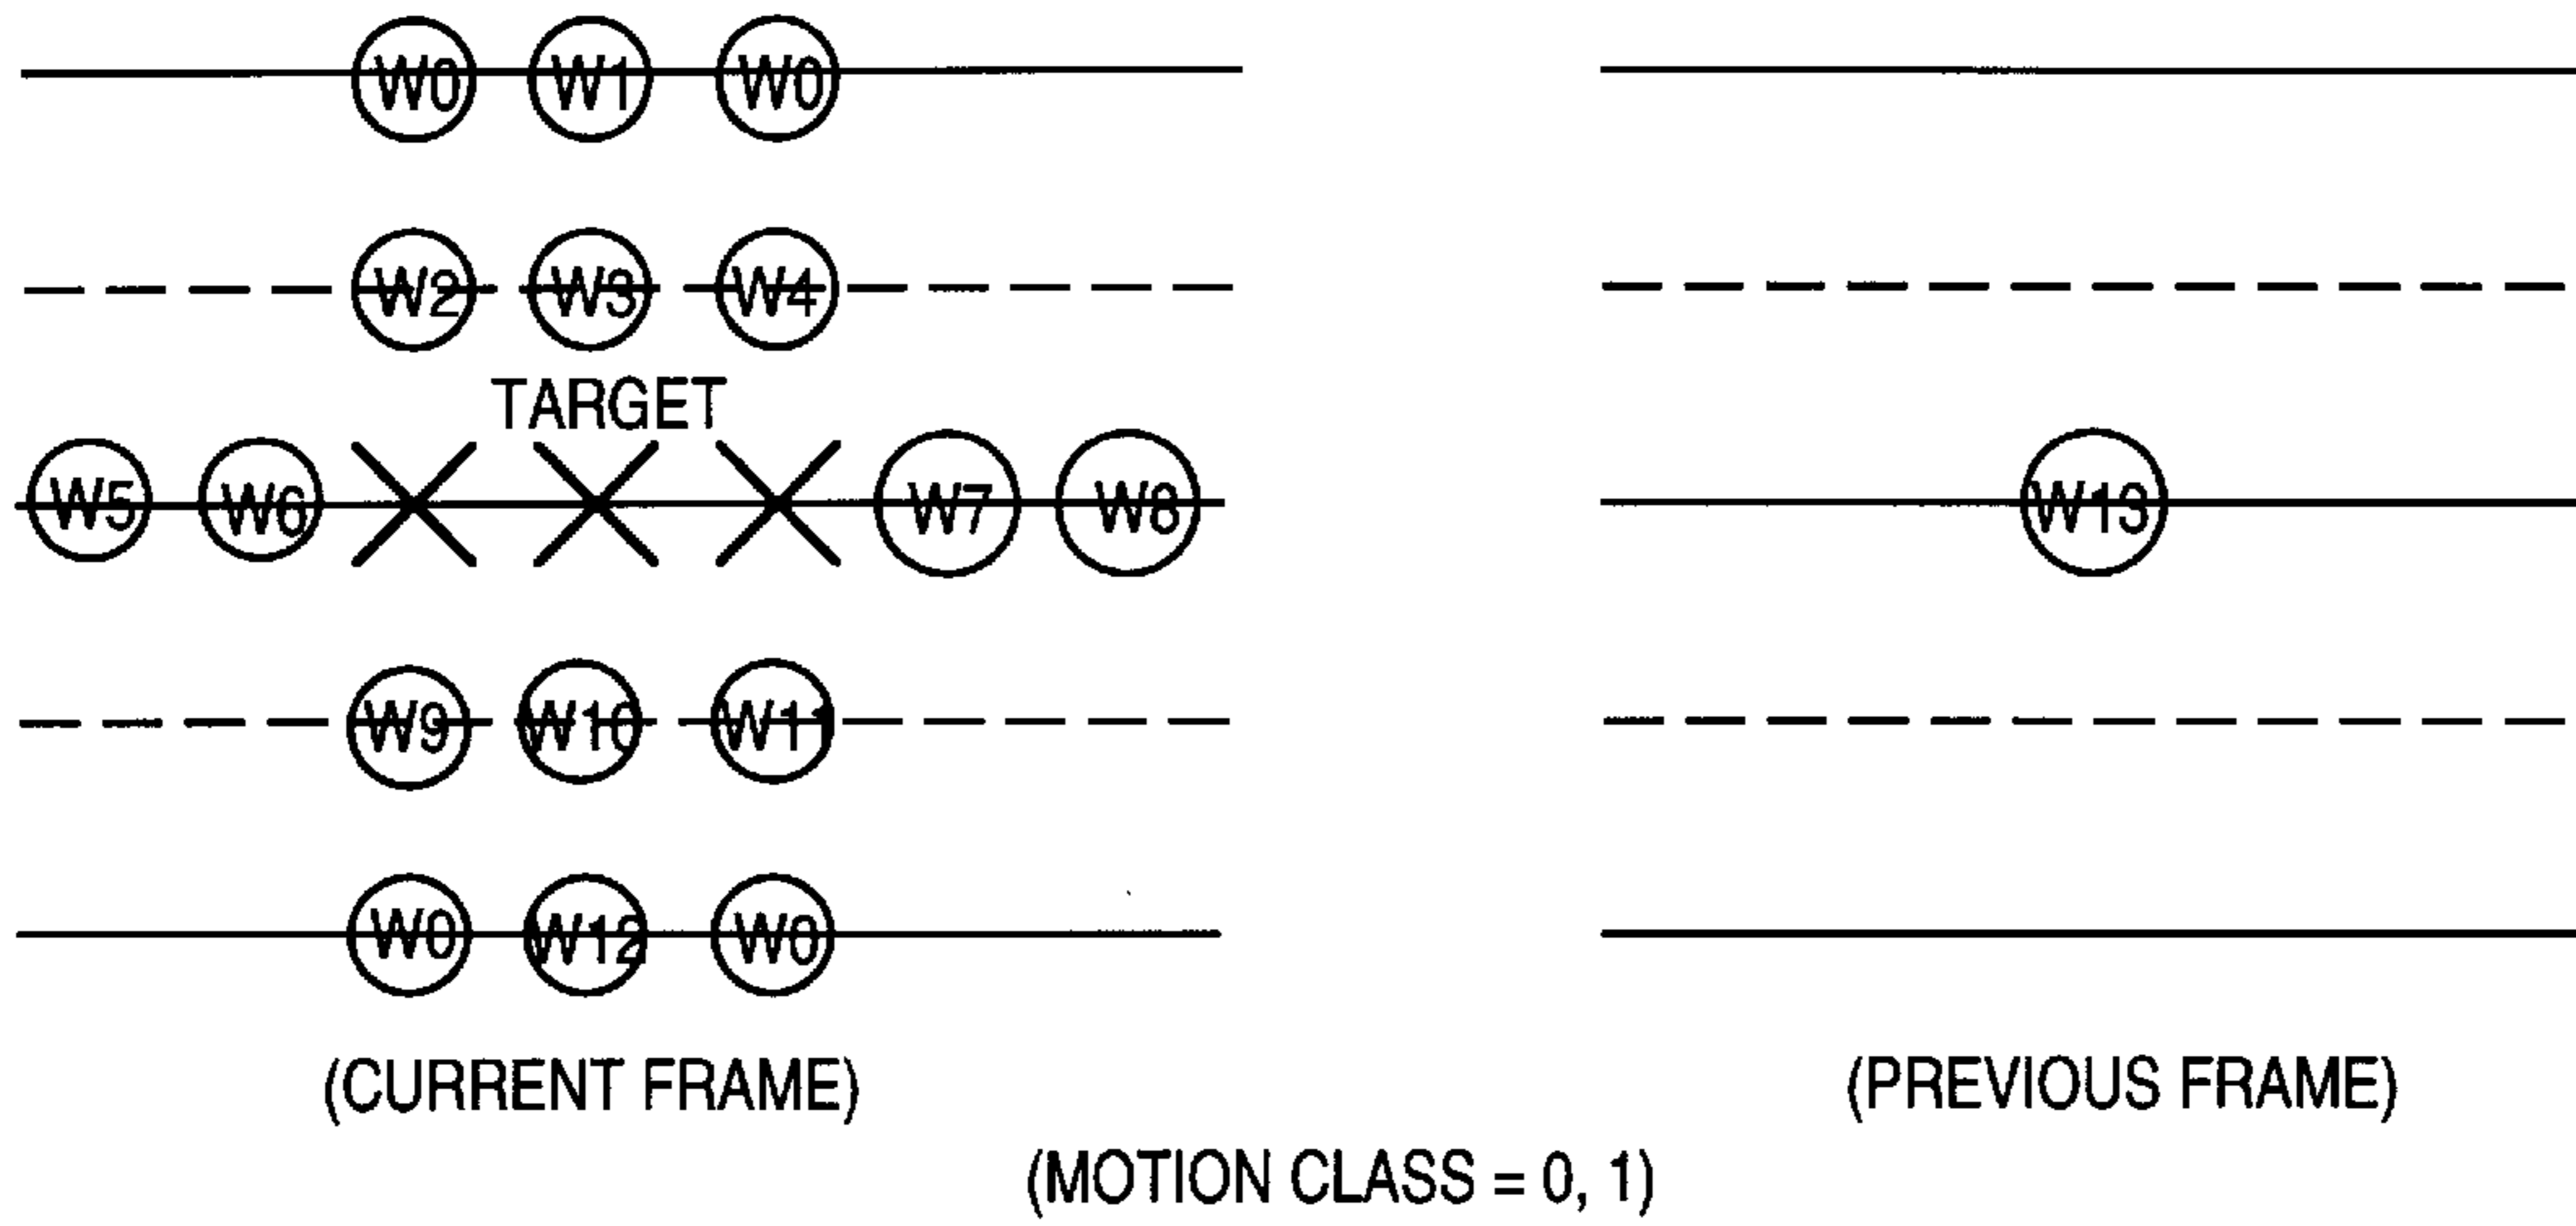 W0 W1 W0
W2 W3 W4
TARGET
W5 W6 W7 W8 W13
W9 W10 W11
W0 W12 W0
(CURRENT FRAME) (PREVIOUS FRAME)
(MOTION CLASS = 0, 1)